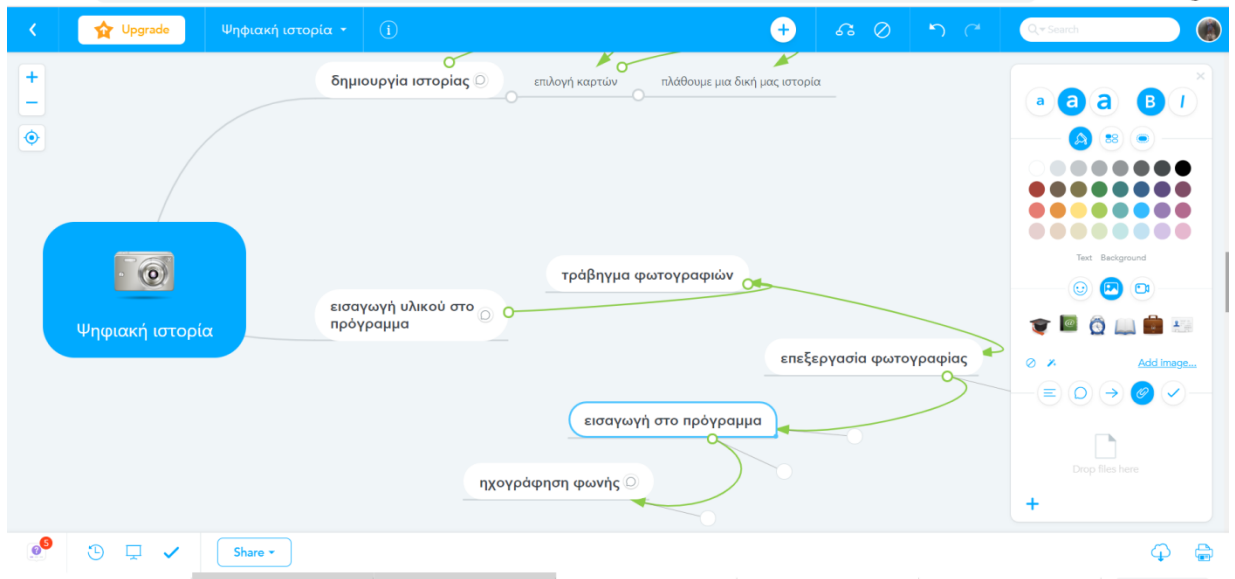 Upgrade
Ψηφιακή ιστορία
Search
δημιουργία ιστορίας
επιλογή καρτών
πλάθουμε μια δική μας ιστορία
a a a B I
τράβηγμα φωτογραφιών
Text Background
εισαγωγή υλικού στο
πρόγραμμα
Ψηφιακή ιστορία
επεξεργασία φωτογραφίας
Add image...
εισαγωγή στο πρόγραμμα
Drop files here
ηχογράφηση φωνής
5
Share